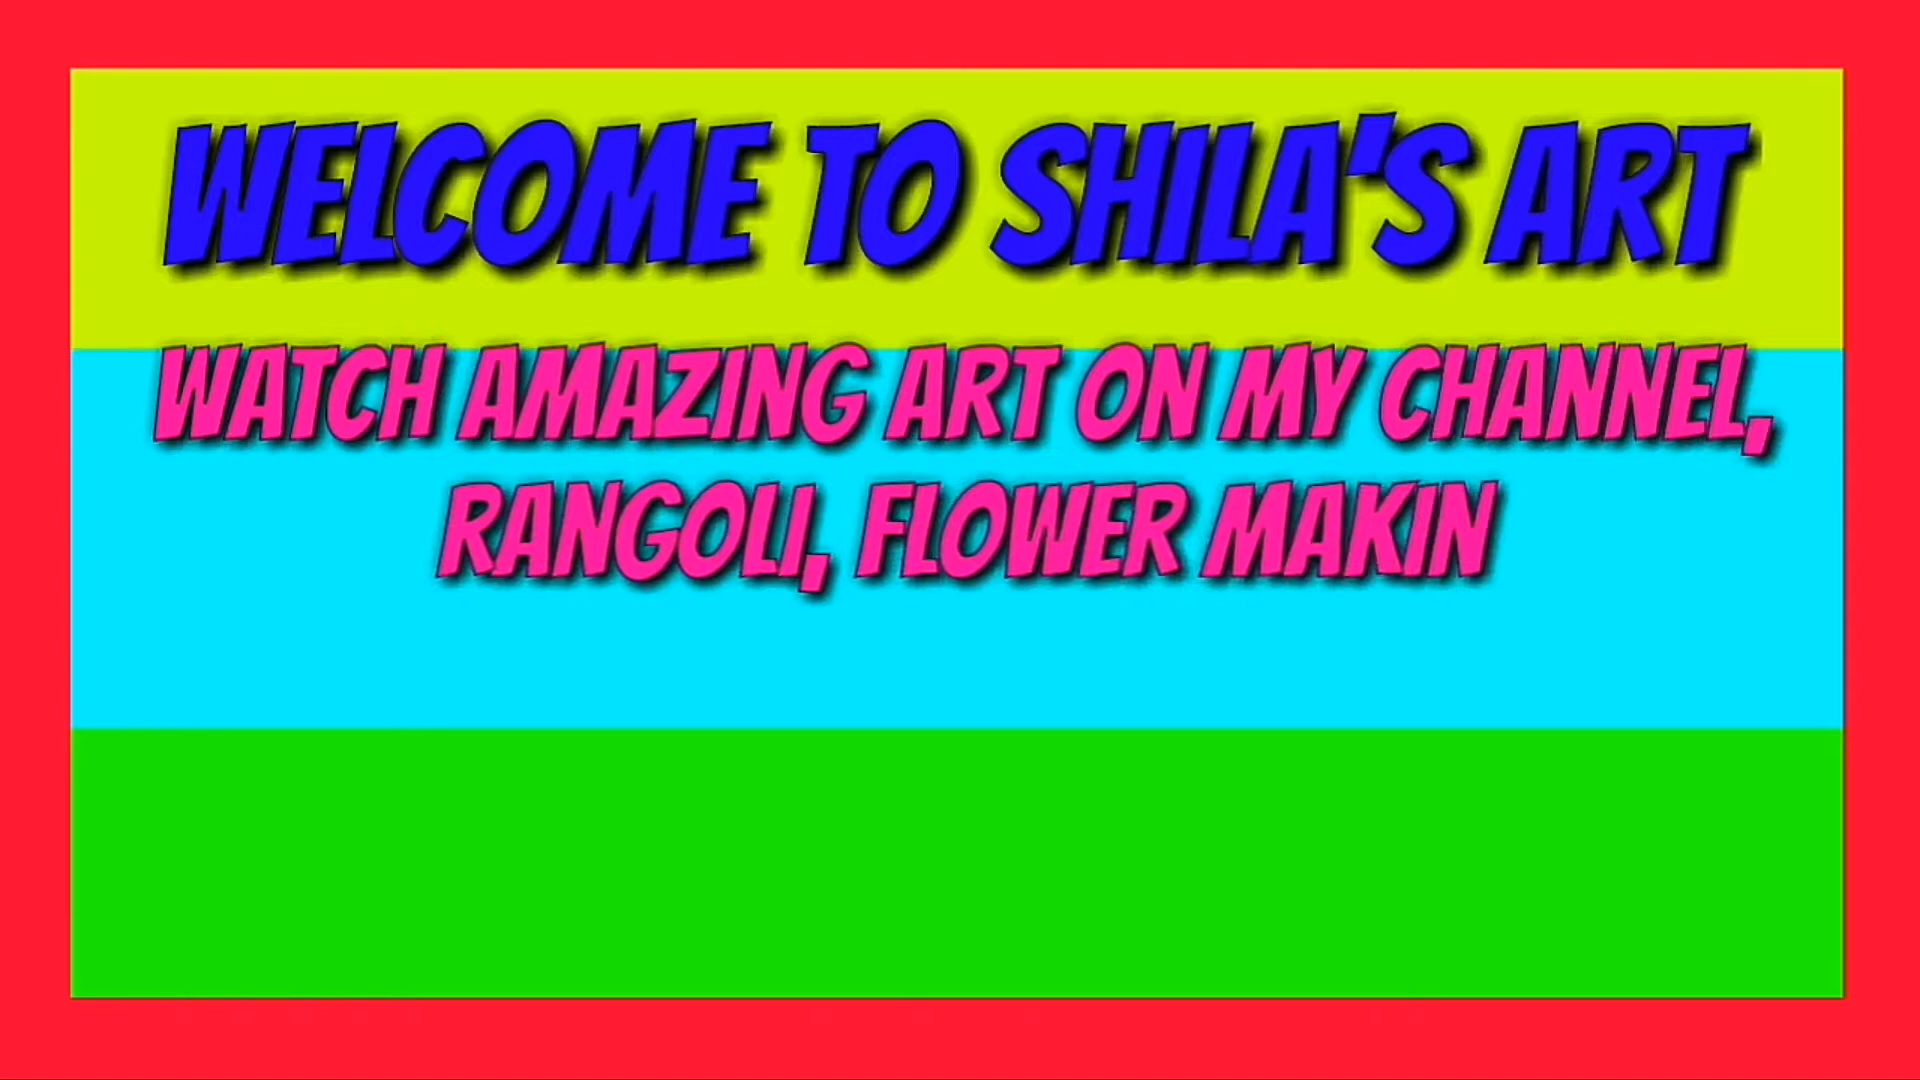 WELCOME TO SHILA'S ART
WATCH AMAZING ART ON MY CHANNEL,
RANGOLI, FLOWER MAKIN